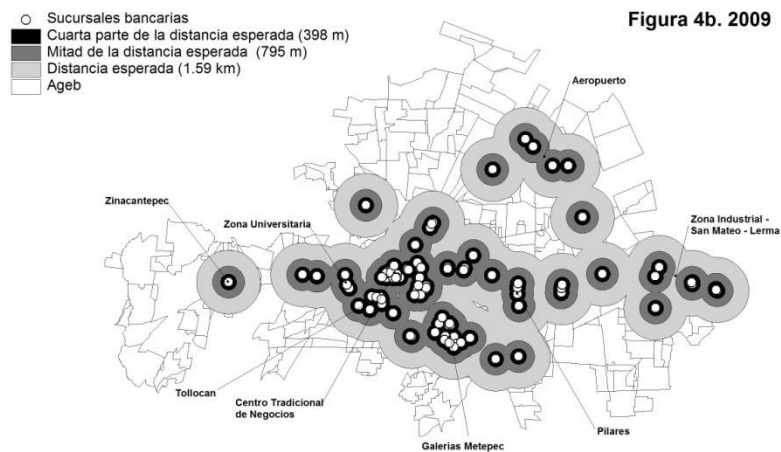 Figura 4b. 2009
Sucursales bancarias
Cuarta parte de la distancia esperada (398 m)
Mitad de la distancia esperada (795 m)
Distancia esperada (1.59 km)
Ageb
Aeropuerto
Zinacantepec
Zona Universitaria
Zona Industrial -
San Mateo - Lerma
Tollocan
Centro Tradicional
de Negocios
Galerías Metepec
Pilares